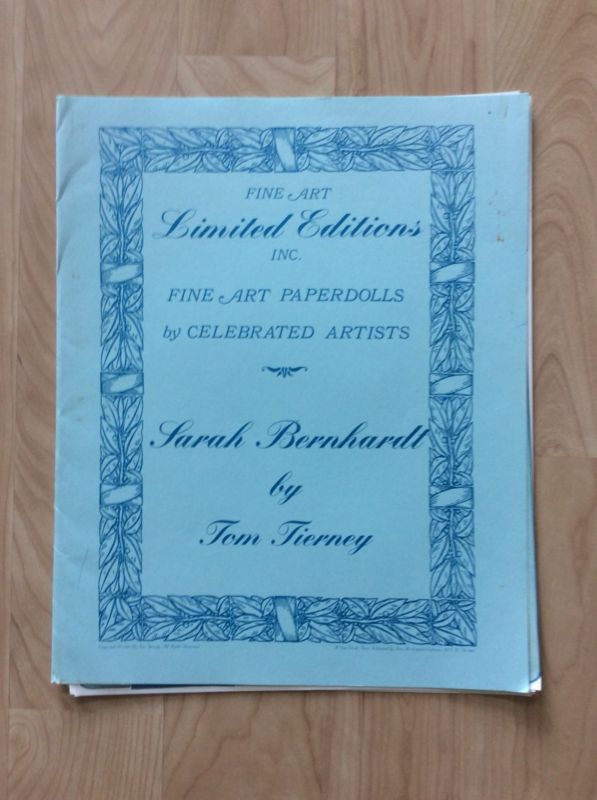 FINE ART
Limited Editions
INC.
FINE ART PAPERDOLLS
by CELEBRATED ARTISTS
Sarah Bernhardt
by
Tom Tierney